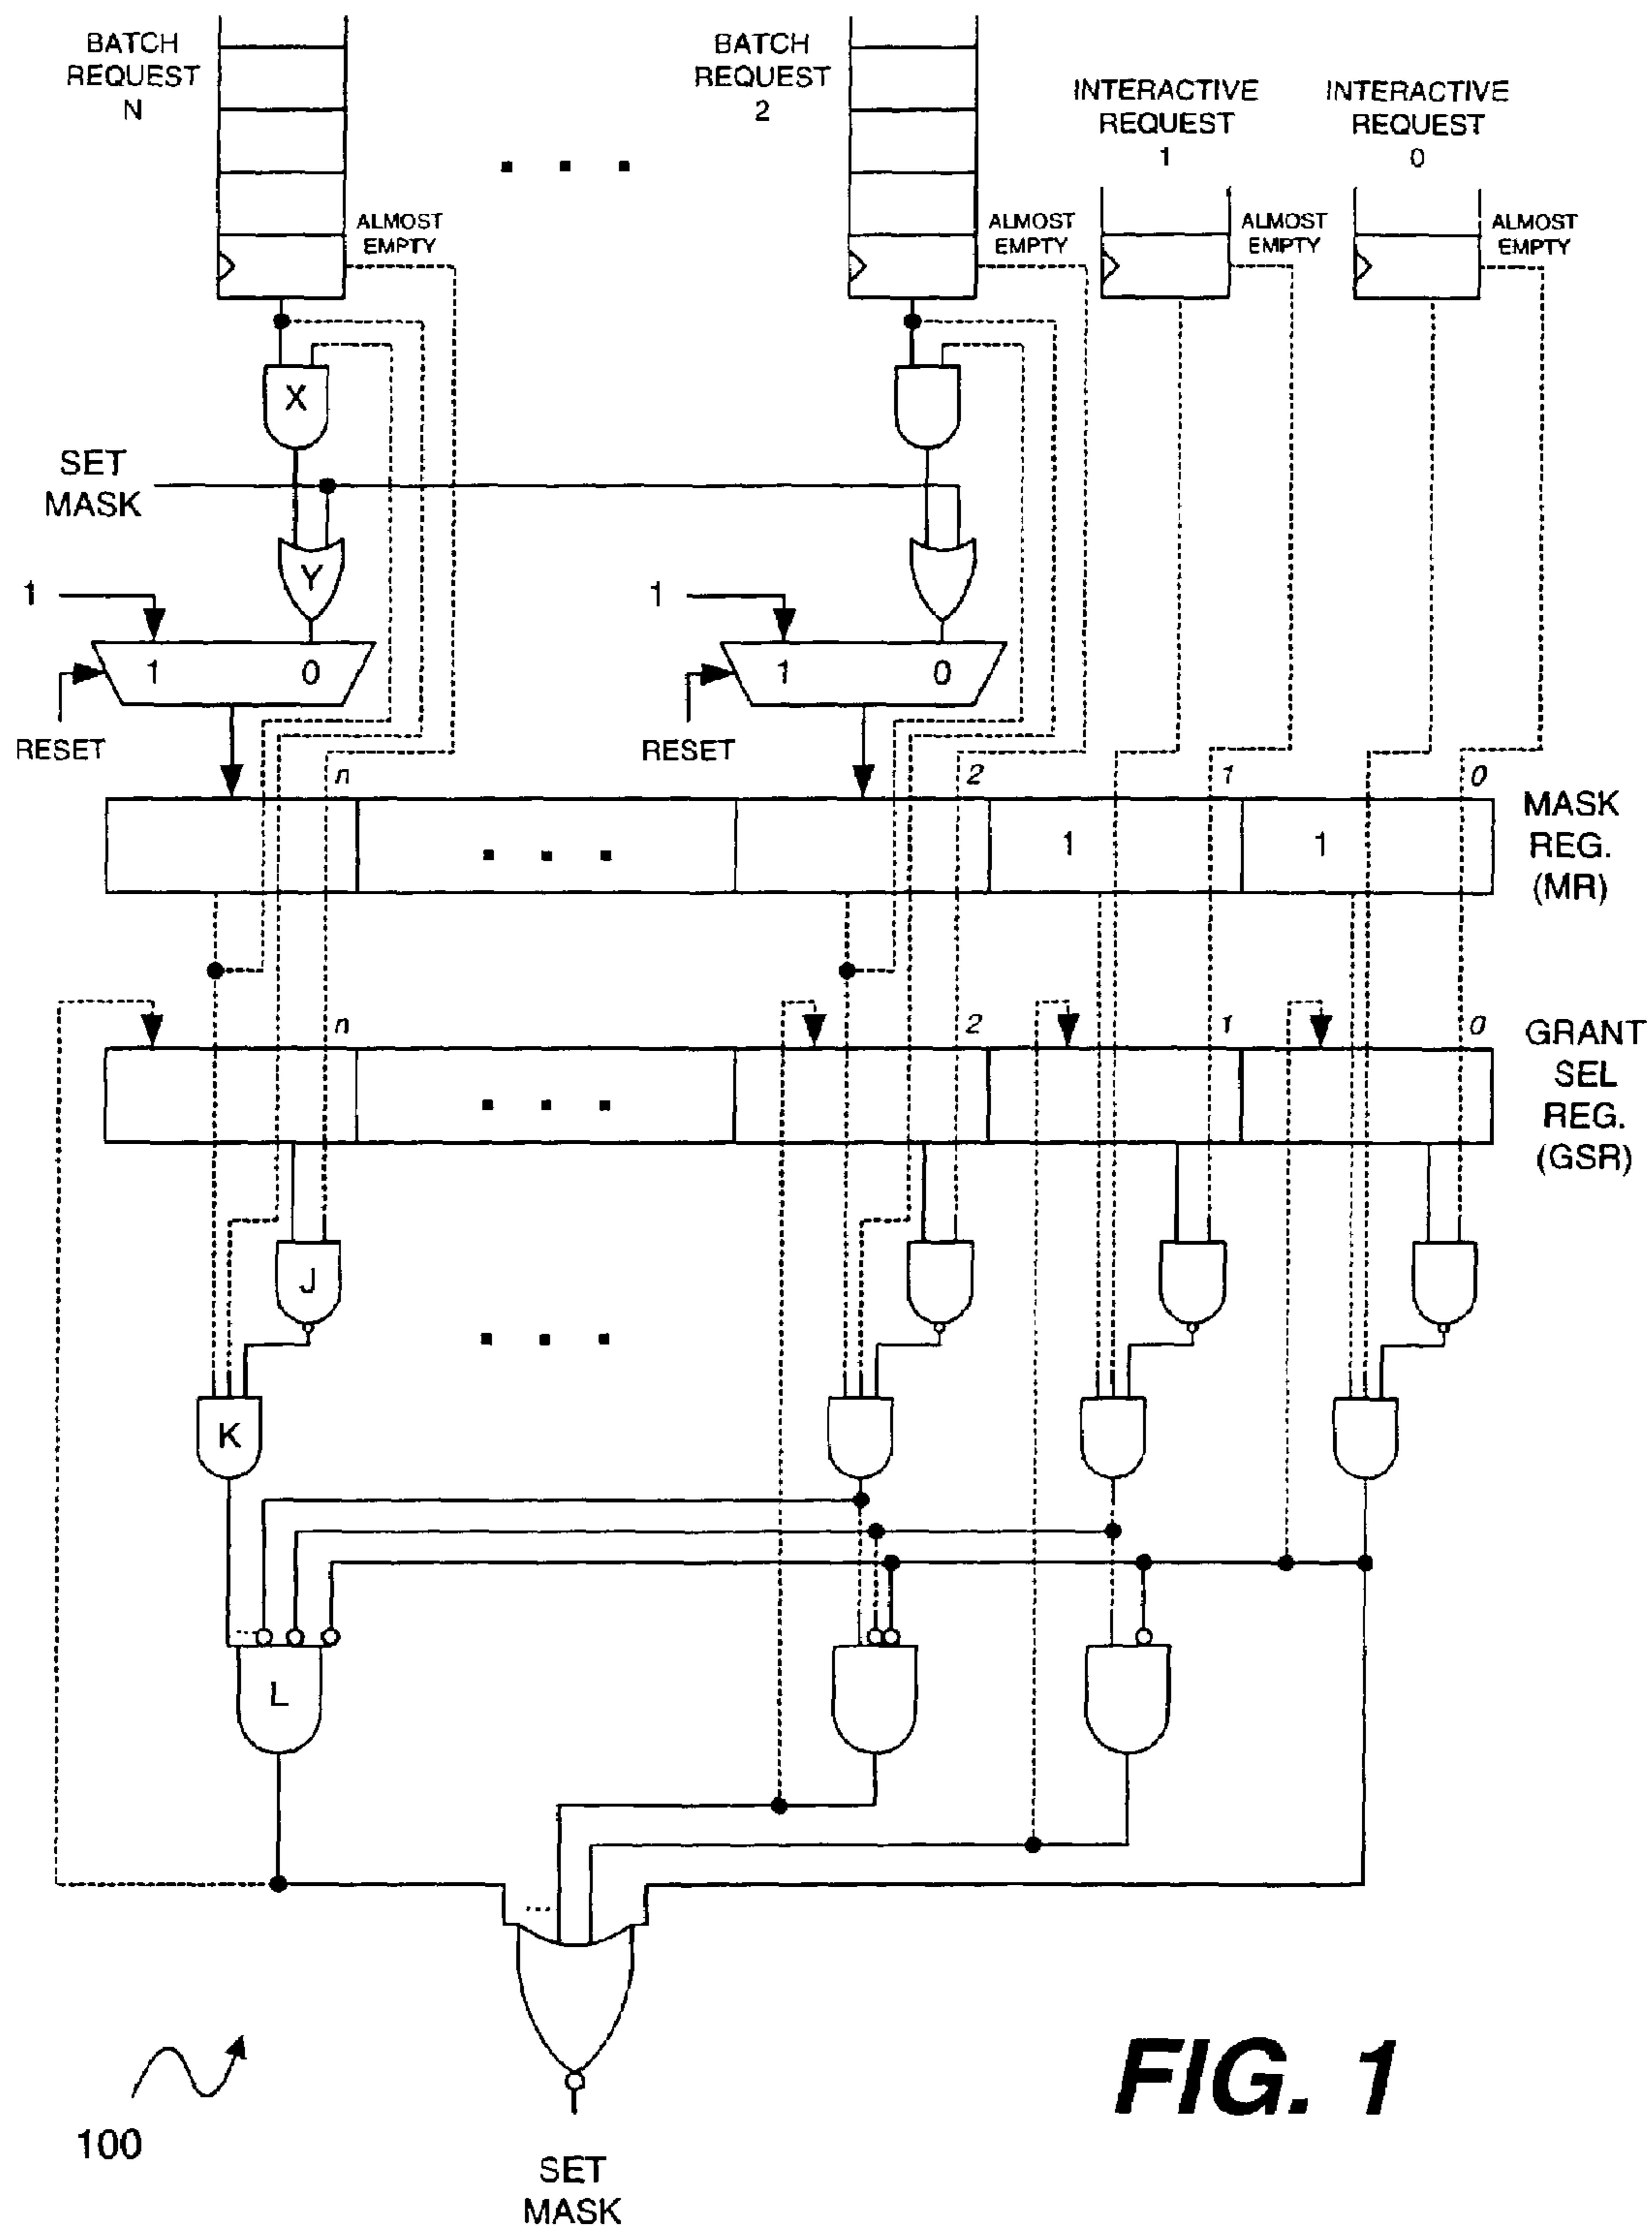 BATCH
REQUEST
N
BATCH
REQUEST
2
INTERACTIVE
REQUEST
1
INTERACTIVE
REQUEST
0
. . .
ALMOST
EMPTY
ALMOST
EMPTY
ALMOST
EMPTY
ALMOST
EMPTY
X
SET
MASK
Y
1
1
1 0
1 0
RESET
RESET
n
2
1
0
1
1
. . .
MASK
REG.
(MR)
n
2
1
0
. . .
GRANT
SEL
REG.
(GSR)
J
. . .
K
...
L
...
100
SET
MASK
FIG. 1